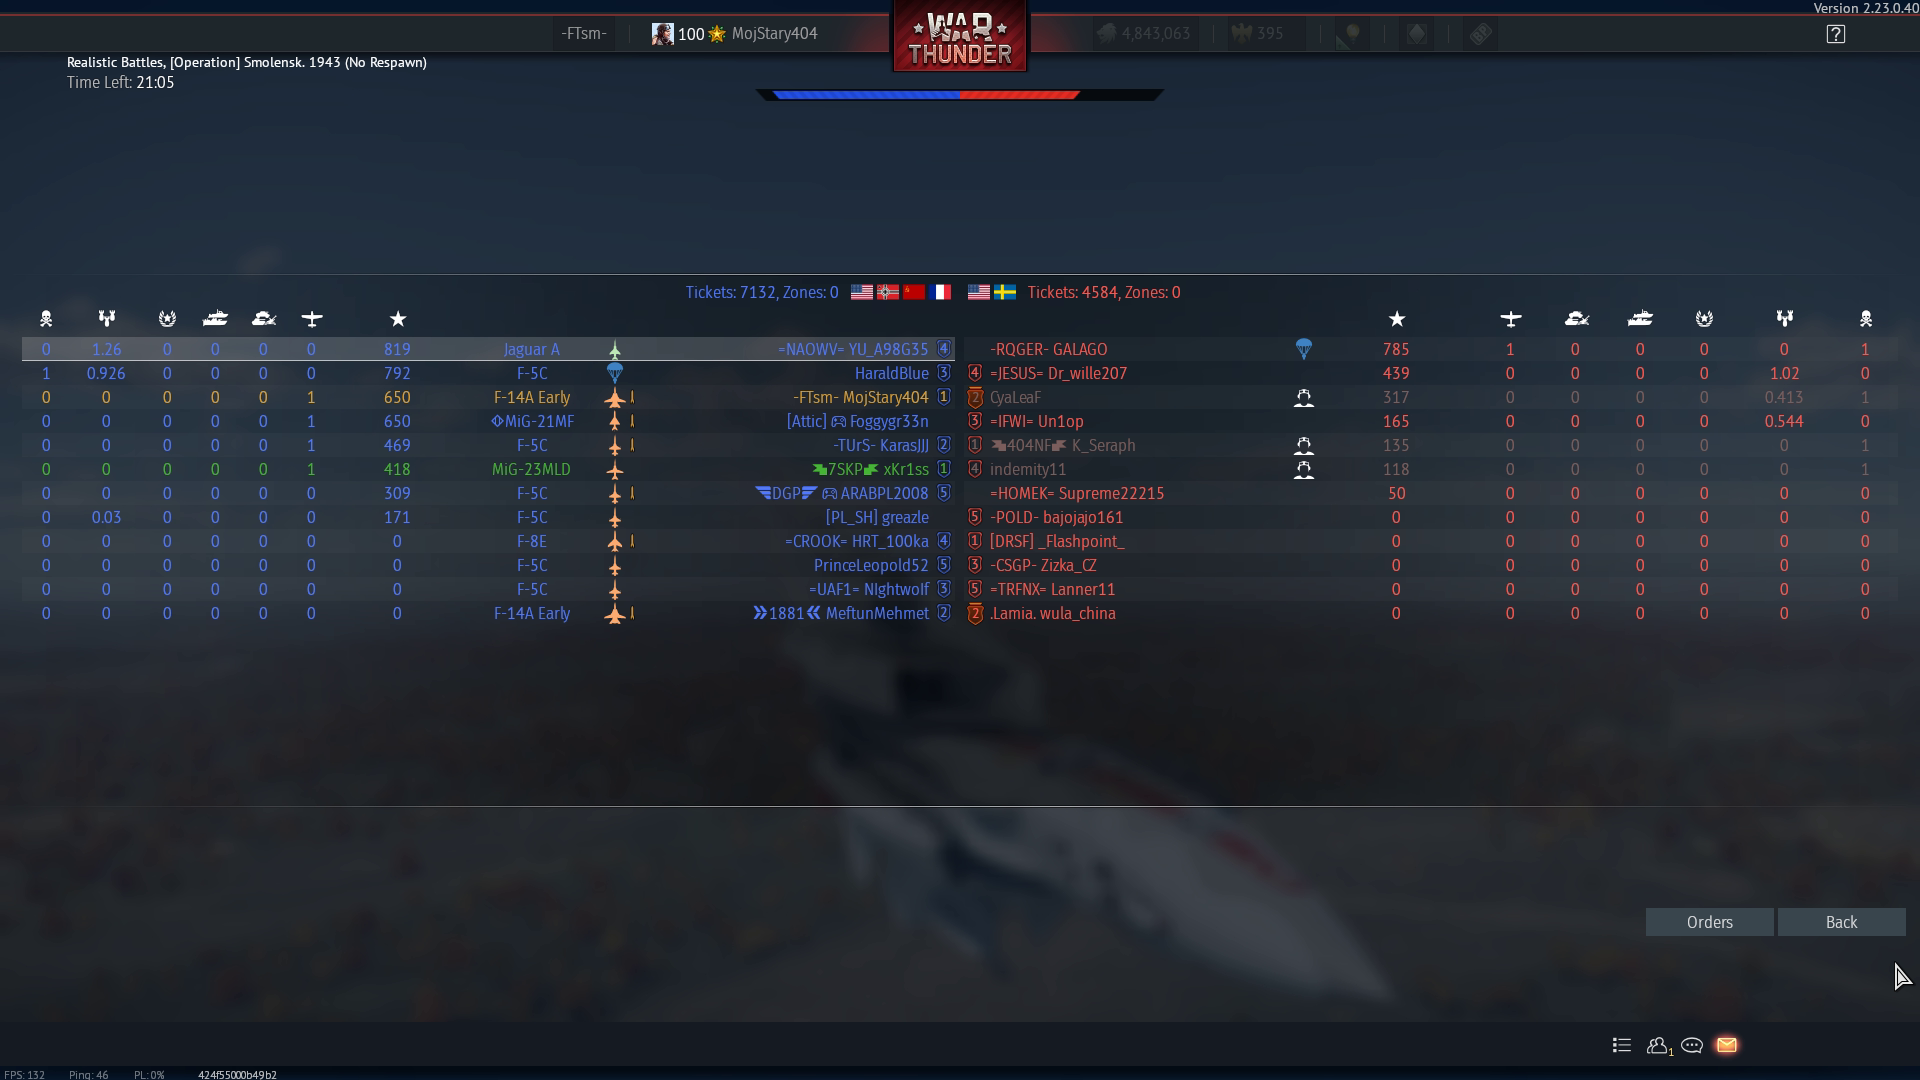 Version 2.23.0.40
-FTsm- 100 MojStary404 WAR THUNDER 4,843,063 395 BP ?
Realistic Battles, [Operation] Smolensk. 1943 (No Respawn)
Time Left: 21:05
Tickets: 7132, Zones: 0 Tickets: 4584, Zones: 0
0 1.26 0 0 0 0 819 Jaguar A =NAOWV= YU_A98G35 4 -RQGER- GALAGO 785 1 0 0 0 0 1
1 0.926 0 0 0 0 792 F-5C HaraldBlue 3 4 =JESUS= Dr_wille207 439 0 0 0 0 1.02 0
0 0 0 0 0 1 650 F-14A Early -FTsm- MojStary404 1 2 CyaLeaF 317 0 0 0 0 0.413 1
0 0 0 0 0 1 650 MiG-21MF [Attic] Foggygr33n 3 =IFWI= Un1op 165 0 0 0 0 0.544 0
0 0 0 0 0 1 469 F-5C -TUrS- KarasJJJ 2 1 404NF K_Seraph 135 0 0 0 0 0 1
0 0 0 0 0 1 418 MiG-23MLD 7SKP xKr1ss 1 4 indemity11 118 0 0 0 0 0 1
0 0 0 0 0 0 309 F-5C DGP ARABPL2008 5 =HOMEK= Supreme22215 50 0 0 0 0 0 0
0 0.03 0 0 0 0 171 F-5C [PL_SH] greazle 5 -POLD- bajojajo161 0 0 0 0 0 0 0
0 0 0 0 0 0 0 F-8E =CROOK= HRT_100ka 4 1 [DRSF] _Flashpoint_ 0 0 0 0 0 0 0
0 0 0 0 0 0 0 F-5C PrinceLeopold52 5 3 -CSGP- Zizka_CZ 0 0 0 0 0 0 0
0 0 0 0 0 0 0 F-5C =UAF1= NIghtwolf 3 5 =TRFNX= Lanner11 0 0 0 0 0 0 0
0 0 0 0 0 0 0 F-14A Early 1881 MeftunMehmet 2 2 .Lamia. wula_china 0 0 0 0 0 0 0
Orders Back
1
FPS: 132 Ping: 46 PL: 0% 424f55000b49b2